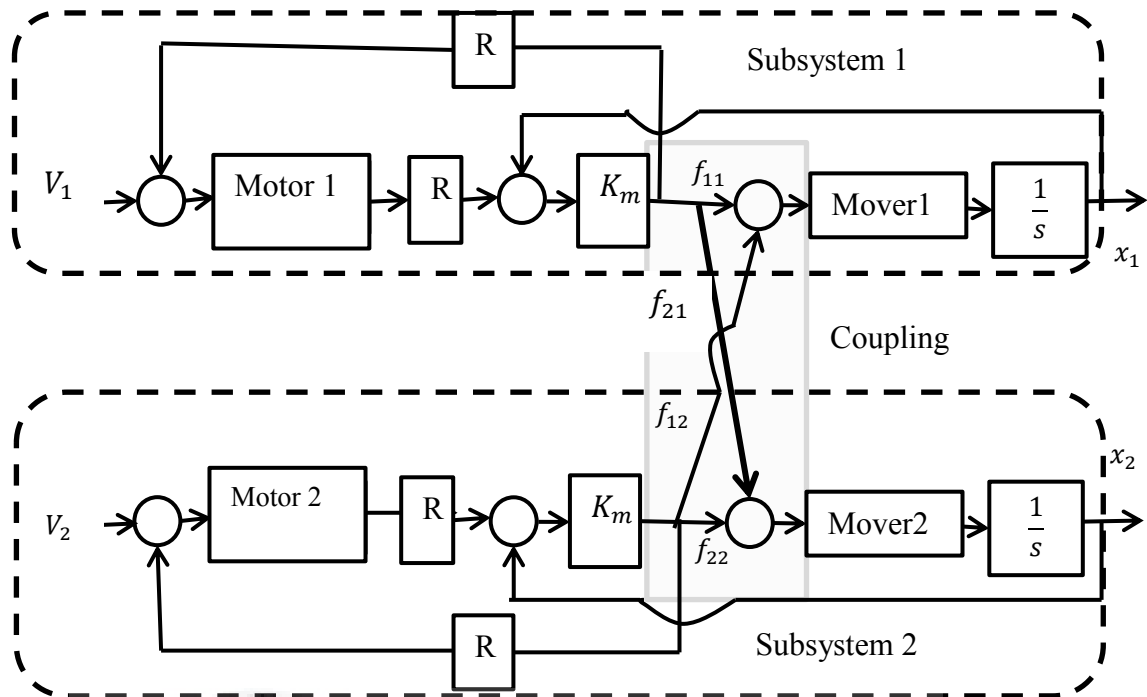 R
Subsystem 1
V₁
Motor 1
R
Kₘ
f₁₁
Mover1
1
s
x₁
f₂₁
Coupling
f₁₂
x₂
V₂
Motor 2
R
Kₘ
f₂₂
Mover2
1
s
R
Subsystem 2